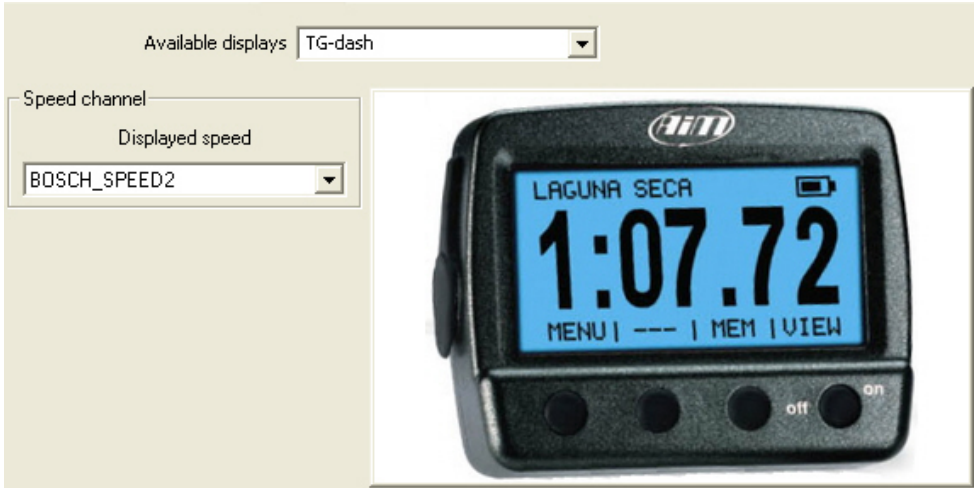 Available displays TG-dash
Speed channel
Displayed speed
BOSCH_SPEED2
AiM
LAGUNA SECA
1:07.72
MENU| --- | MEM |VIEW
off on